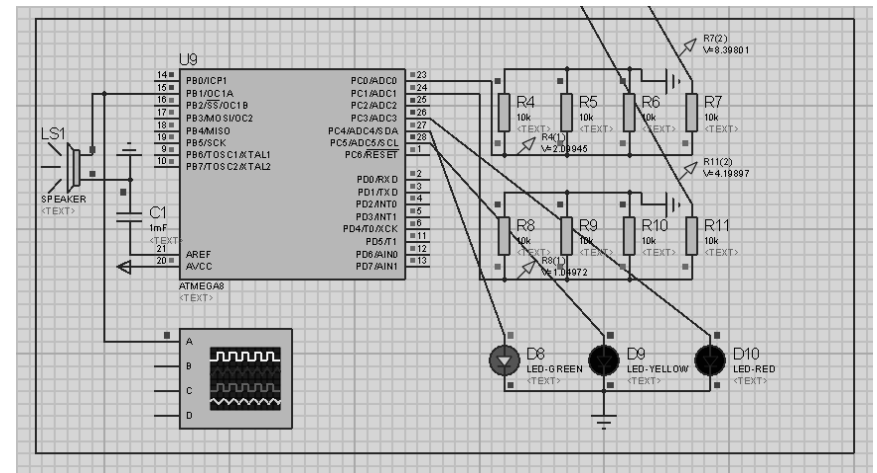 R7(2)
V=8.39801
U9
14 PB0/ICP1 PC0/ADC0 23
15 PB1/OC1A PC1/ADC1 24
16 PB2/SS/OC1B PC2/ADC2 25
17 PB3/MOSI/OC2 PC3/ADC3 26
18 PB4/MISO PC4/ADC4/SDA 27
19 PB5/SCK PC5/ADC5/SCL 28
9 PB6/TOSC1/XTAL1 PC6/RESET 1
10 PB7/TOSC2/XTAL2
PD0/RXD 2
PD1/TXD 3
PD2/INT0 4
PD3/INT1 5
PD4/T0/XCK 6
PD5/T1 11
21 AREF PD6/AIN0 12
20 AVCC PD7/AIN1 13
ATMEGA8
<TEXT>
LS1
SPEAKER
<TEXT>
C1
1mF
<TEXT>
R4 R5 R6 R7
10k 10k 10k 10k
<TEXT> <TEXT> <TEXT> <TEXT>
R4(1)
V=2.09945
R11(2)
V=4.19897
R8 R9 R10 R11
10k 10k 10k 10k
<TEXT> <TEXT> <TEXT> <TEXT>
R8(1)
V=1.04972
A
B
C
D
D8 D9 D10
LED-GREEN LED-YELLOW LED-RED
<TEXT> <TEXT> <TEXT>